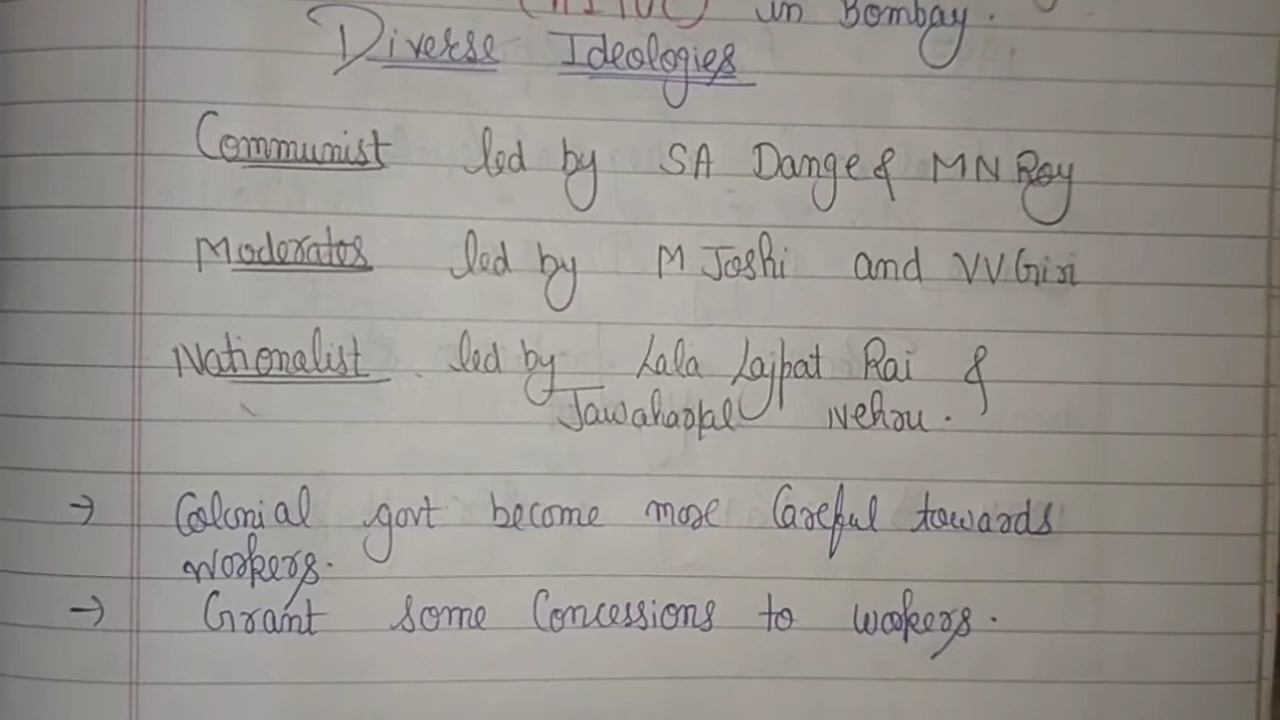 in Bombay.
Diverse Ideologies
Communist led by SA Dange & MN Roy
Moderates led by M Joshi and VV Giri
Nationalist led by Lala Lajpat Rai &
Jawaharlal Nehru.
→ Colonial govt become more Careful towards
workers.
→ Grant some Concessions to workers.